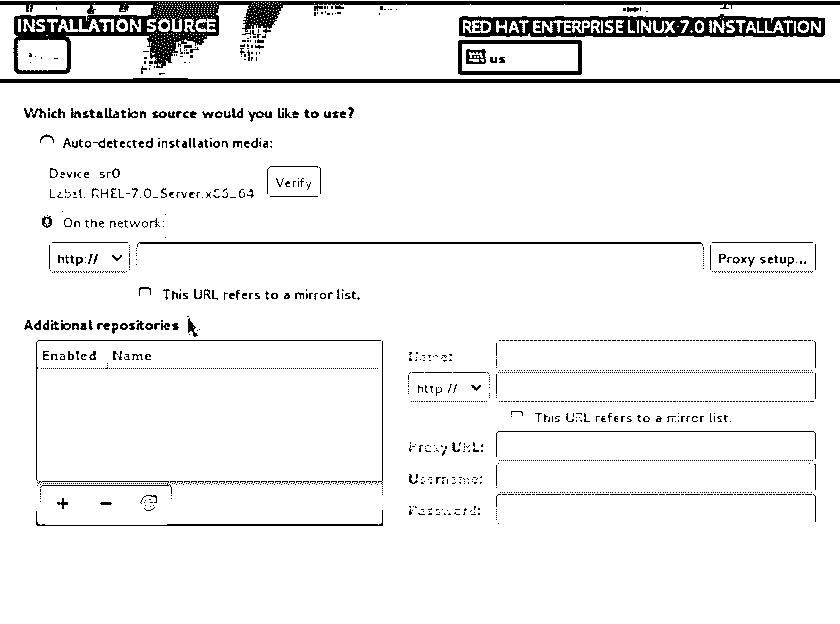 INSTALLATION SOURCE
RED HAT ENTERPRISE LINUX 7.0 INSTALLATION
us
Which installation source would you like to use?
Auto-detected installation media:
Device: sr0
Label: RHEL-7.0_Server.x86_64
Verify
On the network:
http://
Proxy setup...
This URL refers to a mirror list.
Additional repositories
Enabled Name
Name:
http://
This URL refers to a mirror list.
Proxy URL:
Username:
Password: